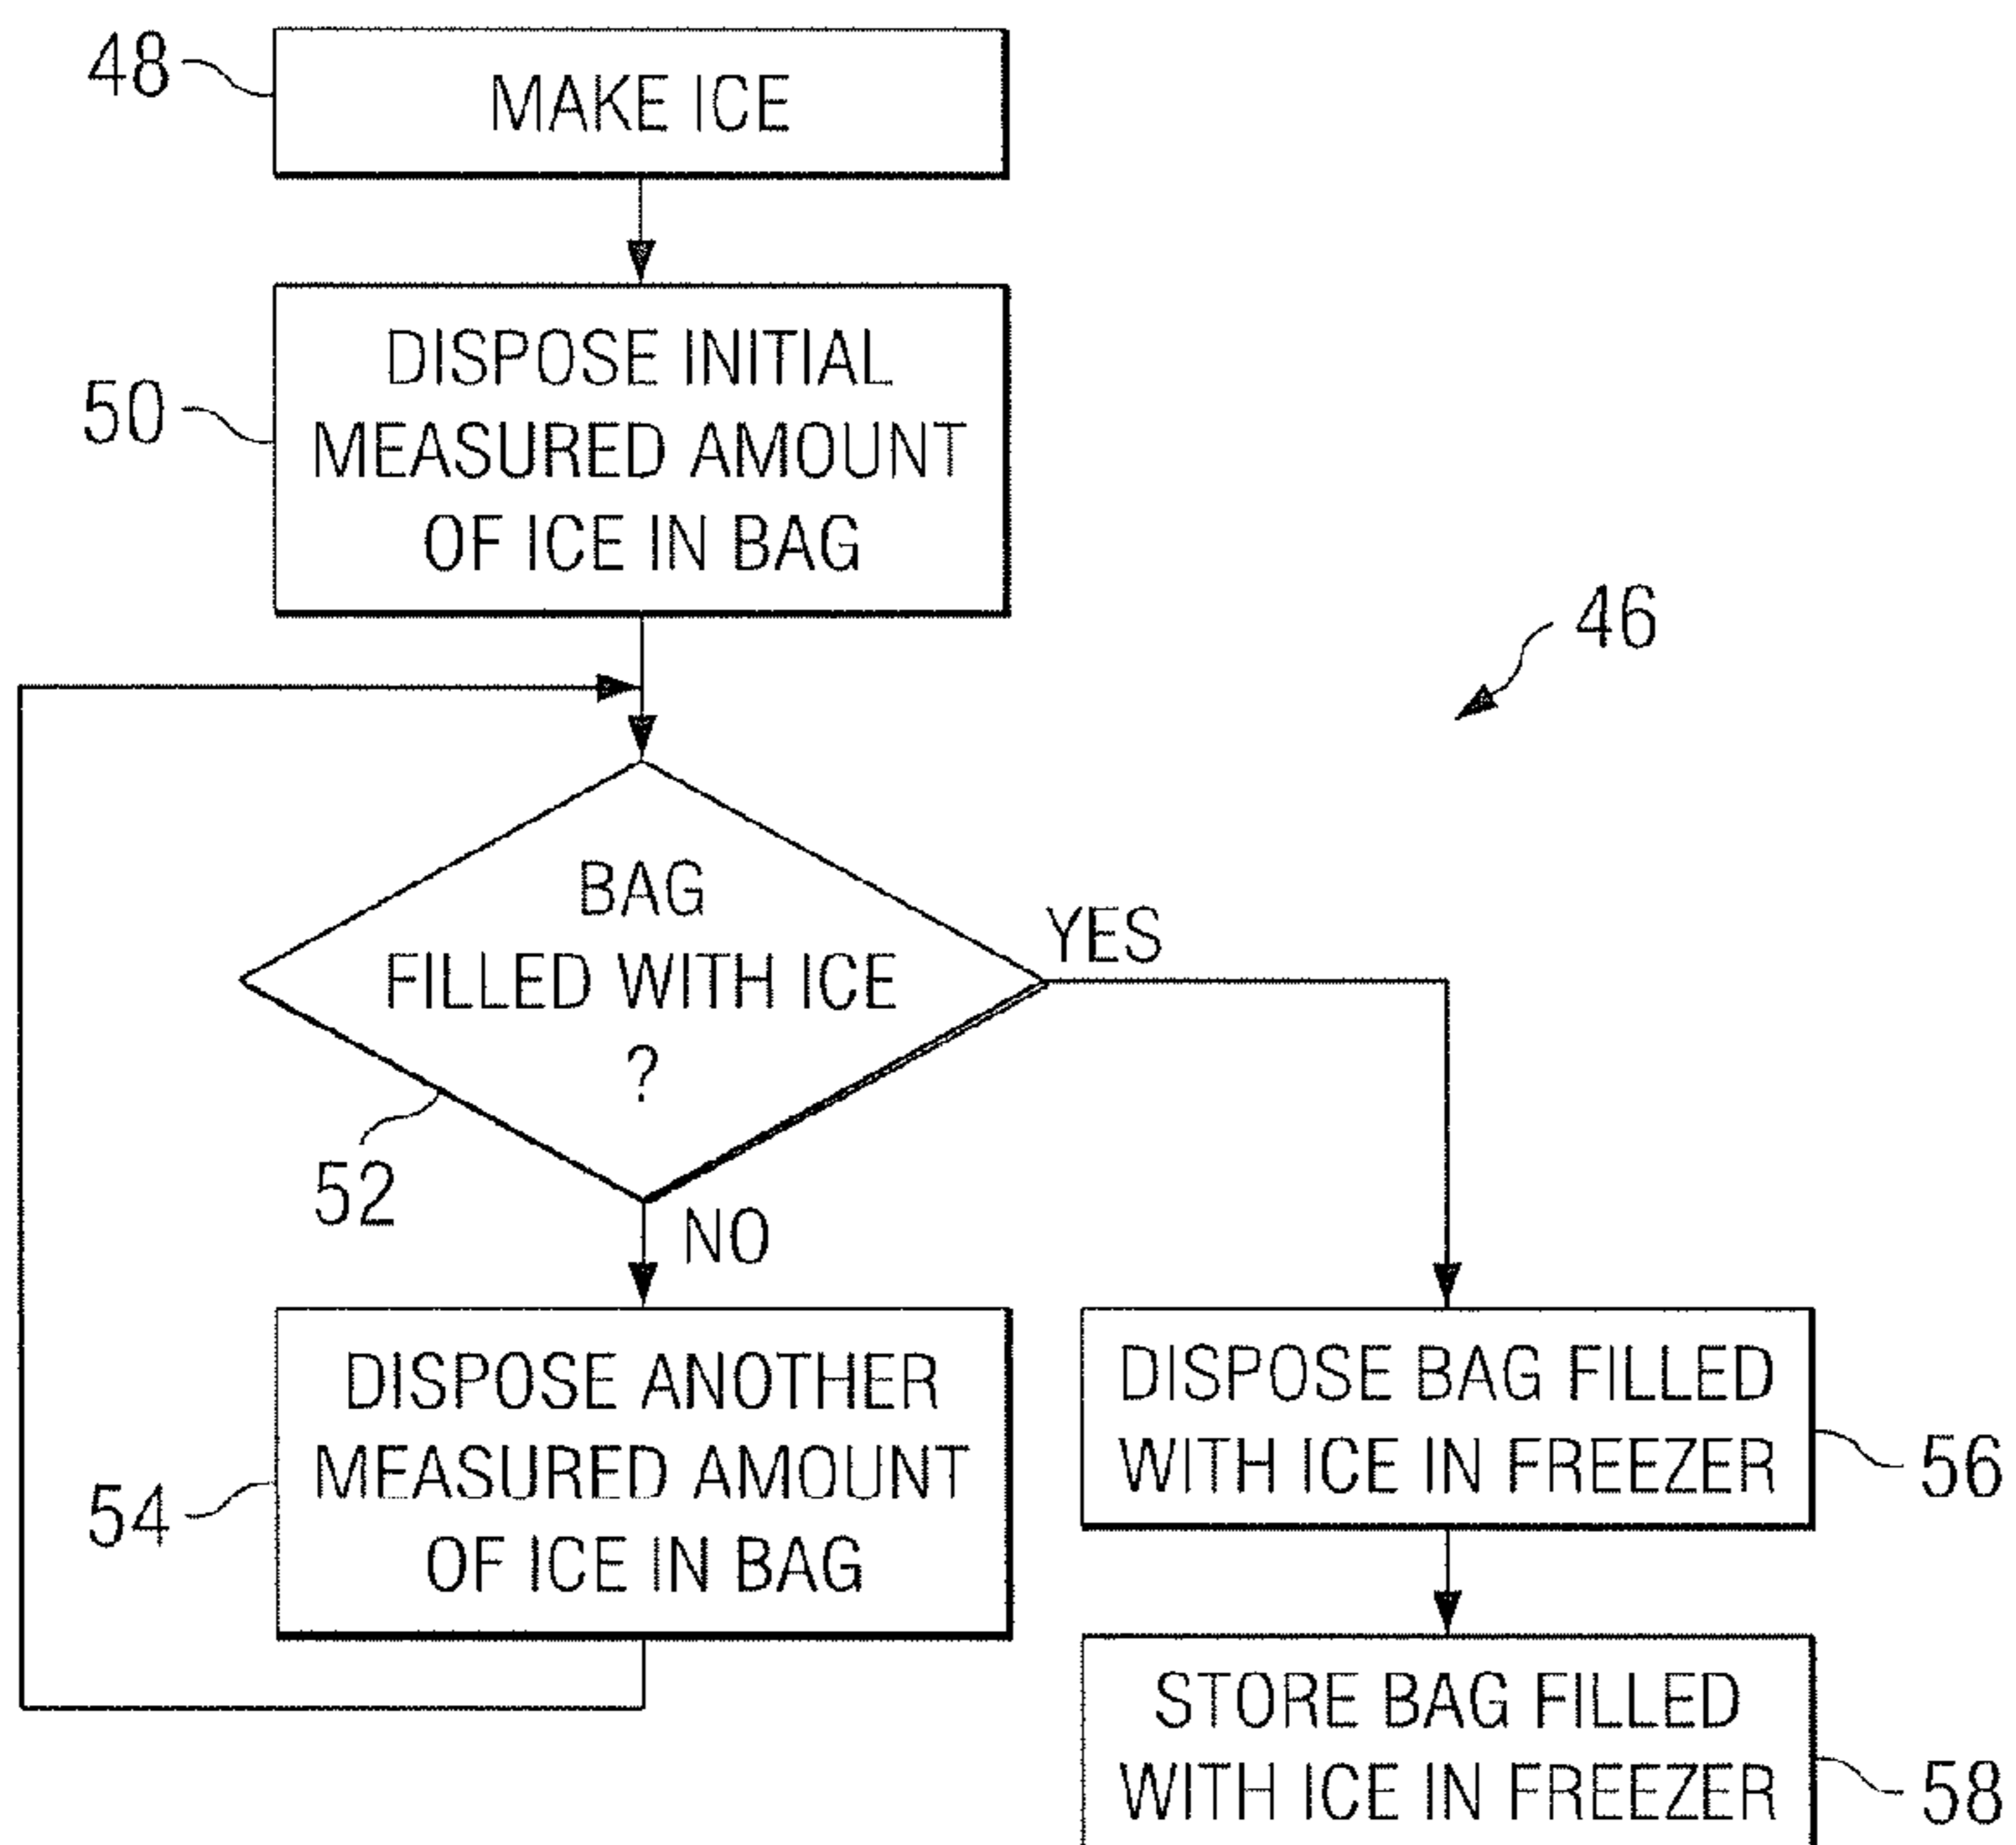 48
MAKE ICE
50
DISPOSE INITIAL
MEASURED AMOUNT
OF ICE IN BAG
46
BAG
FILLED WITH ICE
?
YES
52
NO
54
DISPOSE ANOTHER
MEASURED AMOUNT
OF ICE IN BAG
DISPOSE BAG FILLED
WITH ICE IN FREEZER
56
STORE BAG FILLED
WITH ICE IN FREEZER
58